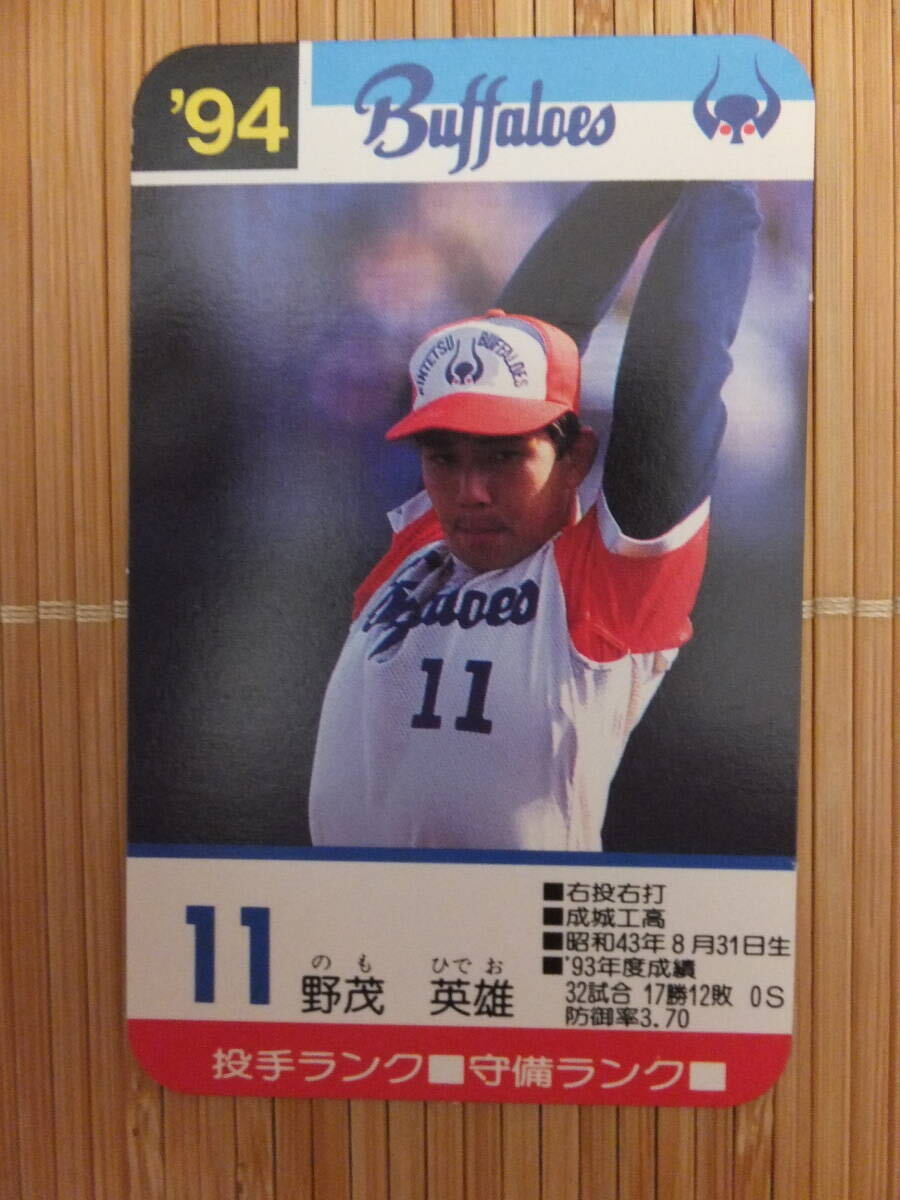 '94
Buffaloes
KINTETSU BUFFALOES
Buffaloes
11
11
のも ひでお
野茂 英雄
■右投右打
■成城工高
■昭和43年8月31日生
■'93年度成績
32試合 17勝12敗 0S
防御率3.70
投手ランク□守備ランク□